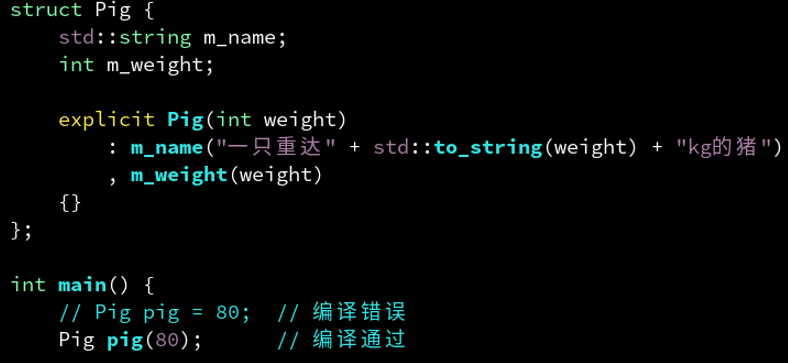 struct Pig {
    std::string m_name;
    int m_weight;

    explicit Pig(int weight)
        : m_name("一只重达" + std::to_string(weight) + "kg的猪")
        , m_weight(weight)
    {}
};

int main() {
    // Pig pig = 80;  // 编译错误
    Pig pig(80);      // 编译通过